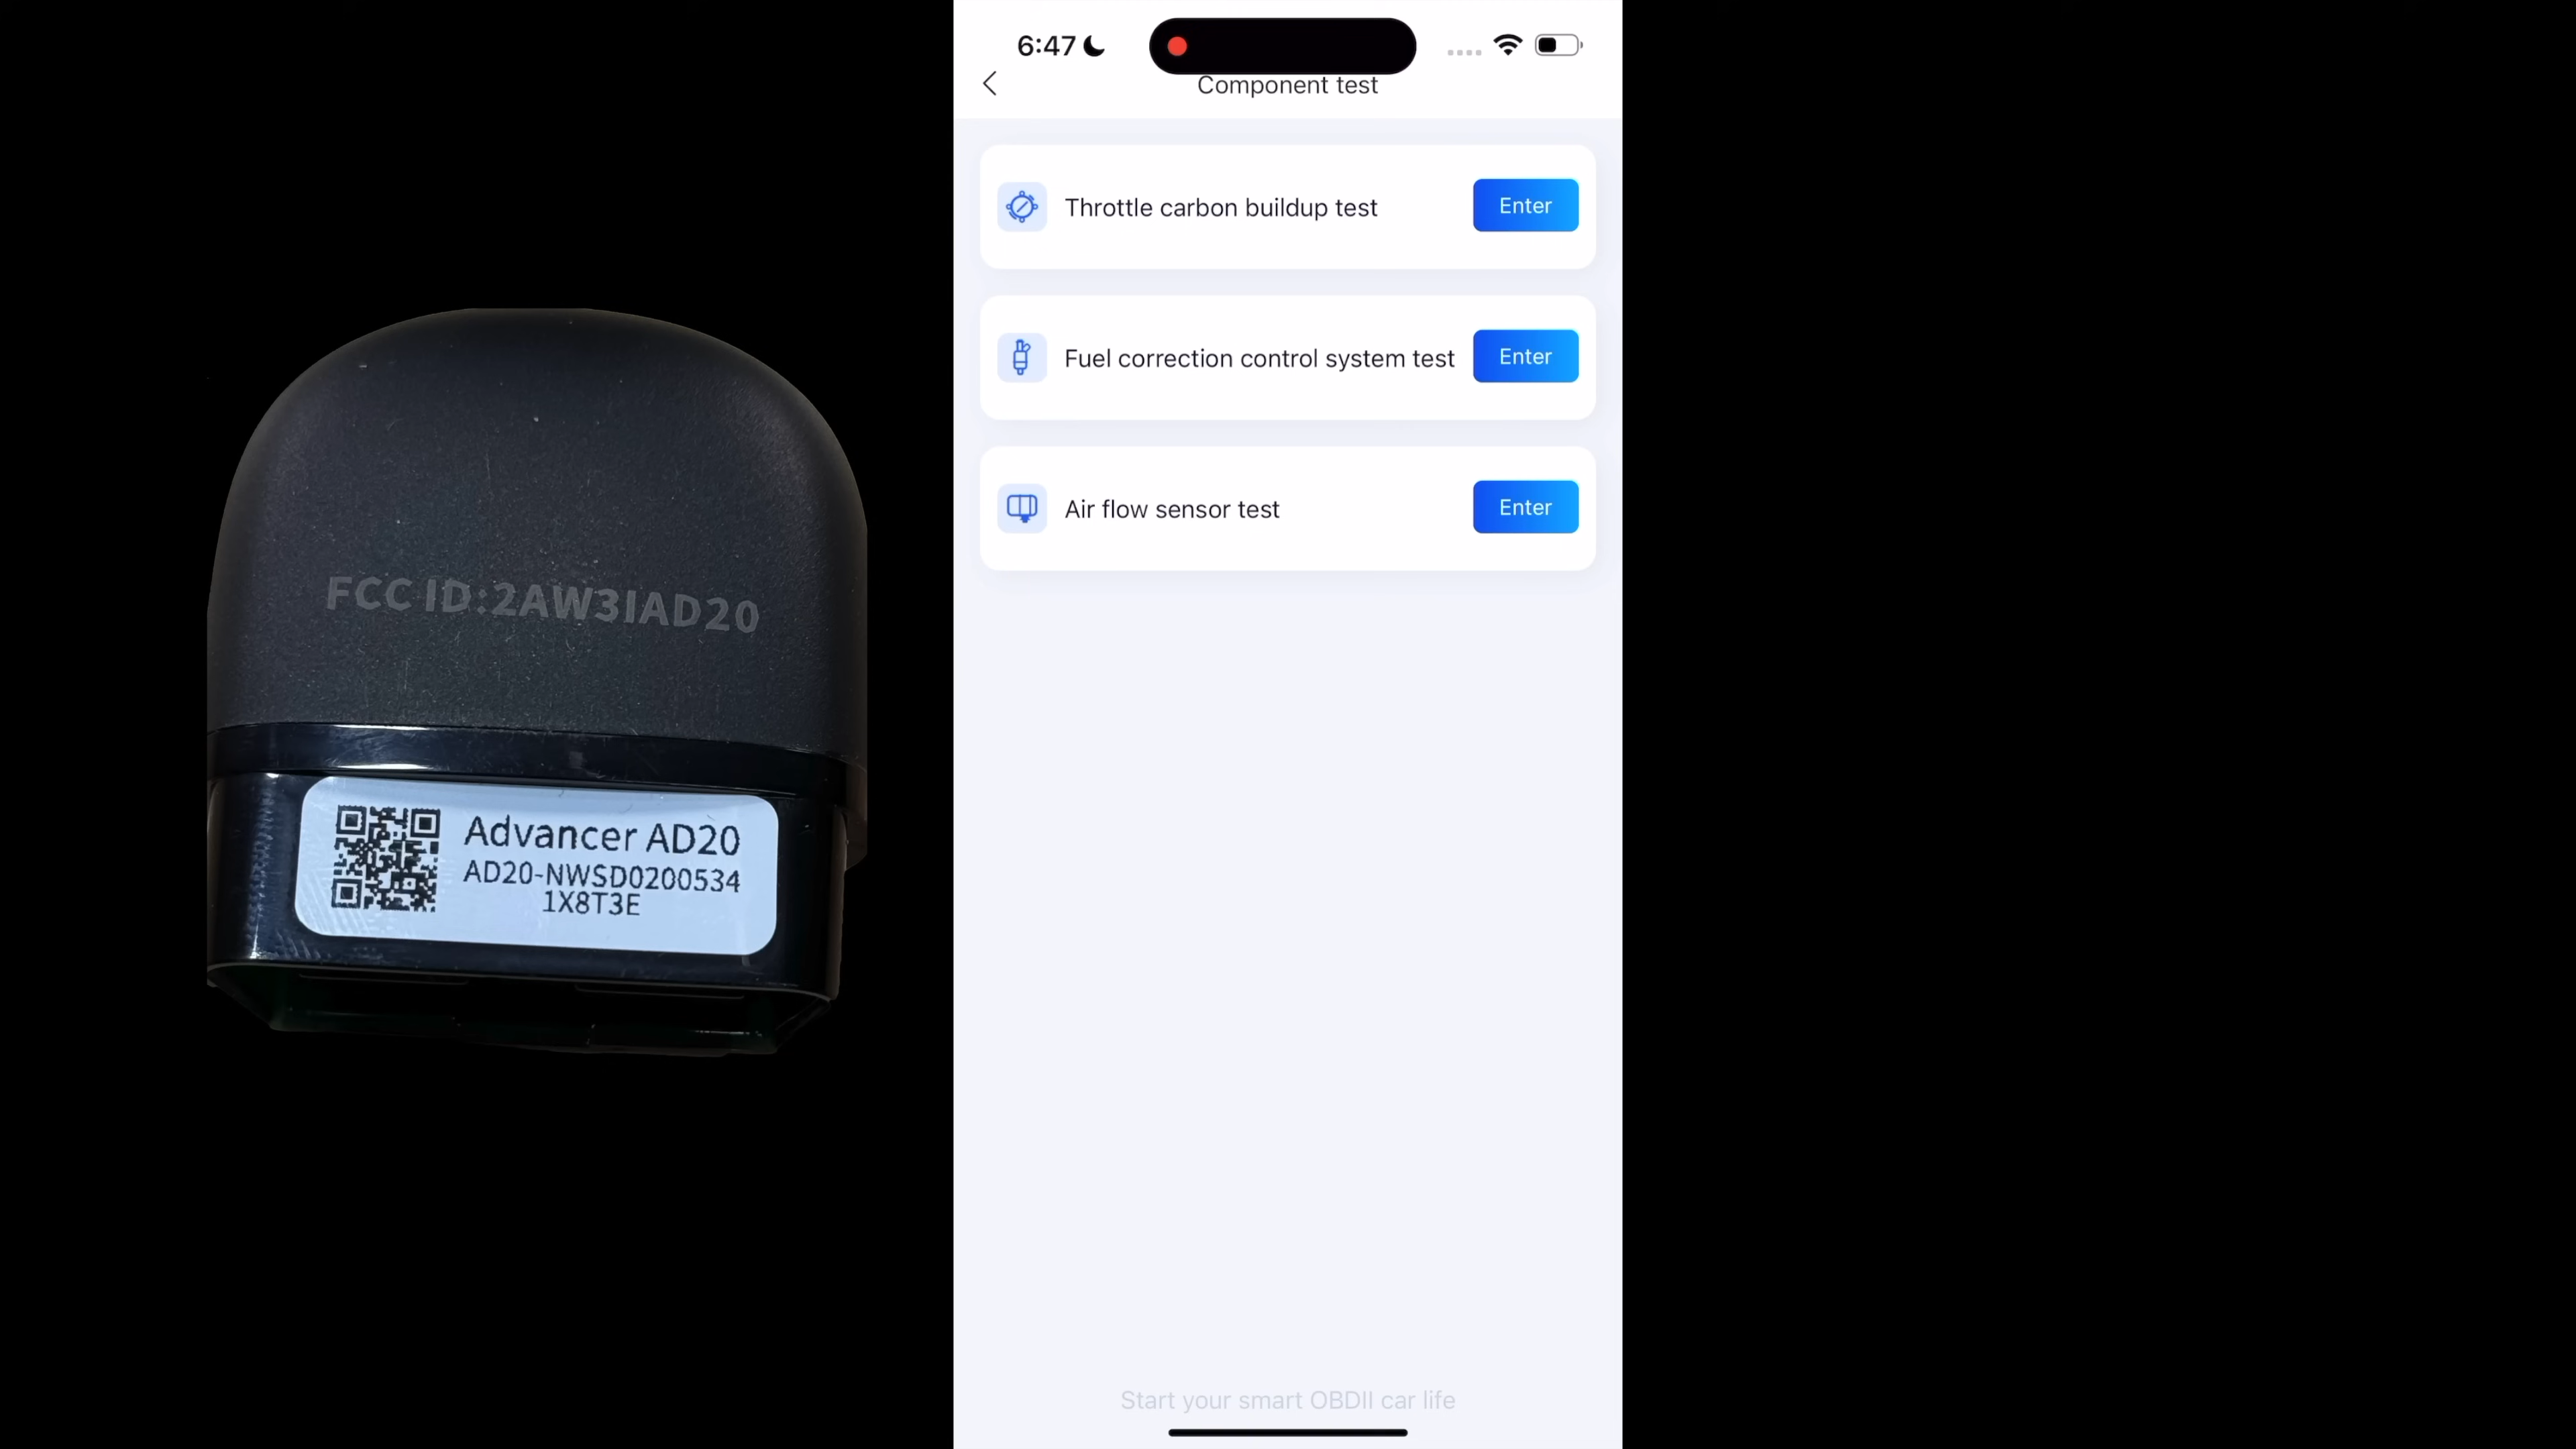 FCC ID:2AW3IAD20
Advancer AD20
AD20-NWSD0200534
1X8T3E
6:47
Component test
Throttle carbon buildup test
Enter
Fuel correction control system test
Enter
Air flow sensor test
Enter
Start your smart OBDII car life